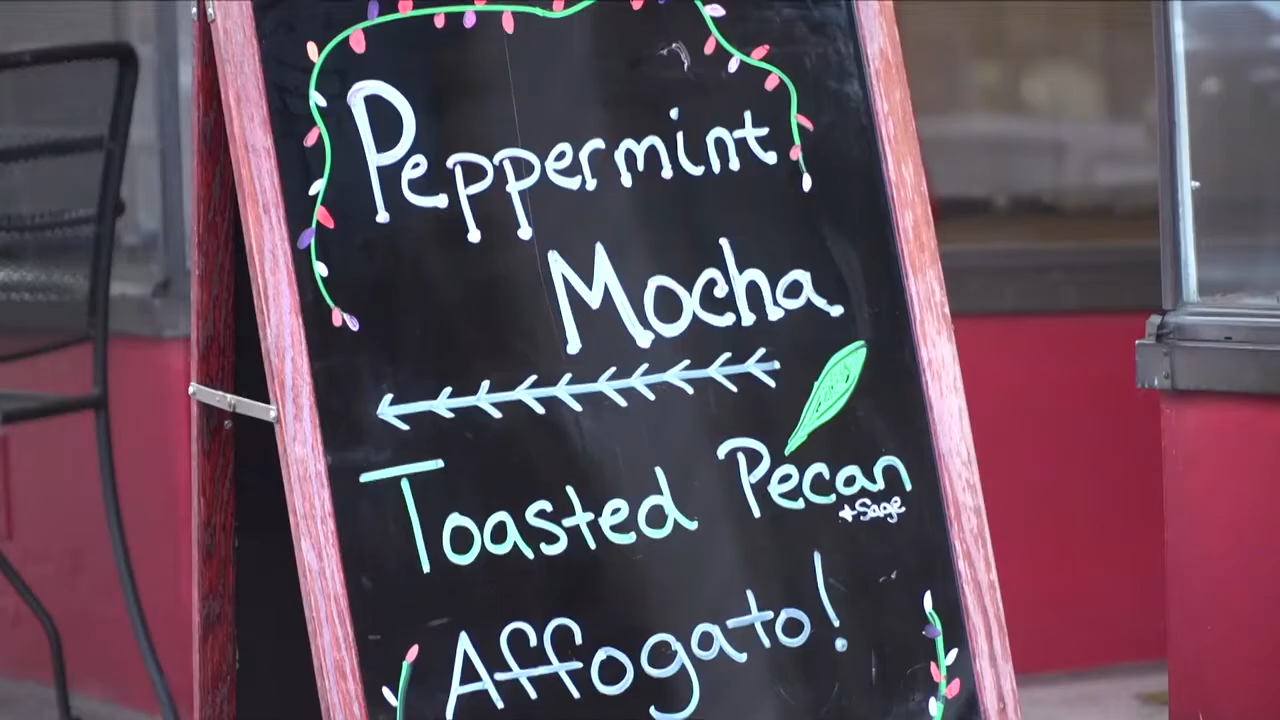 Peppermint
Mocha
Toasted Pecan
+ Sage
Affogato!